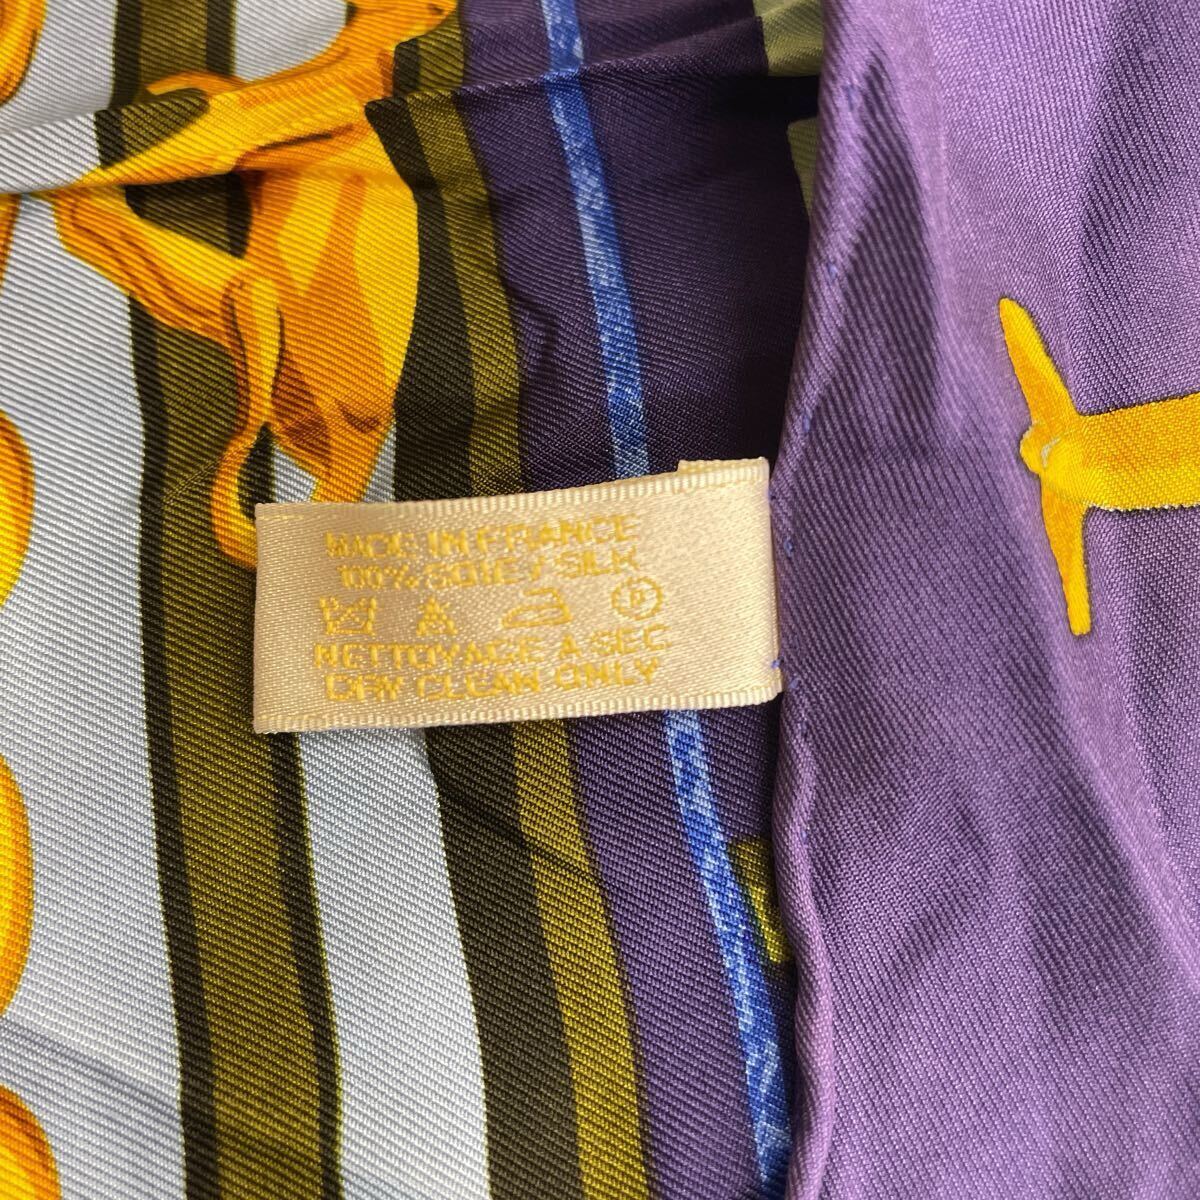 MADE IN FRANCE
100% SOIE / SILK
P
NETTOYAGE A SEC
DRY CLEAN ONLY